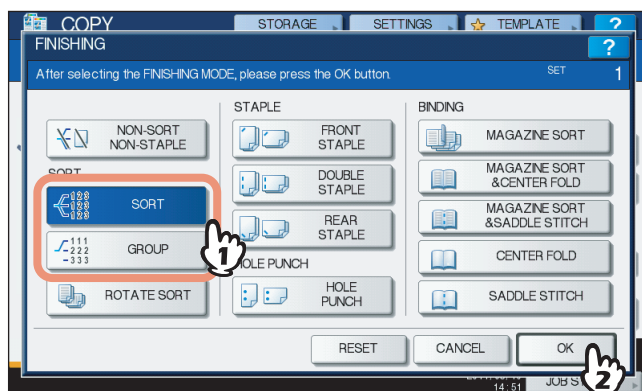 COPY
STORAGE
SETTINGS
TEMPLATE
?
FINISHING
?
After selecting the FINISHING MODE, please press the OK button.
SET 1
NON-SORT
NON-STAPLE
SORT
123
123
123
SORT
111
222
333
GROUP
ROTATE SORT
STAPLE
FRONT
STAPLE
DOUBLE
STAPLE
REAR
STAPLE
HOLE PUNCH
HOLE
PUNCH
BINDING
MAGAZINE SORT
MAGAZINE SORT
&CENTER FOLD
MAGAZINE SORT
&SADDLE STITCH
CENTER FOLD
SADDLE STITCH
1
RESET
CANCEL
OK
2
14:51
JOB S